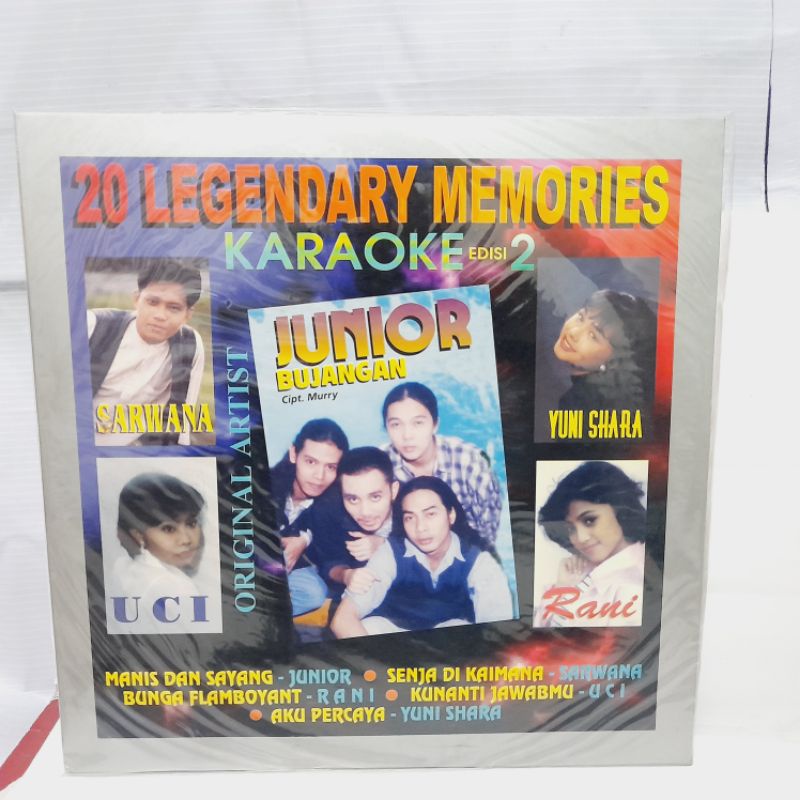 20 LEGENDARY MEMORIES
KARAOKE EDISI 2
SARWANA
ORIGINAL ARTIST
JUNIOR
BUJANGAN
Cipt. Murry
YUNI SHARA
UCI
Rani
MANIS DAN SAYANG - JUNIOR • SENJA DI KAIMANA - SARWANA
BUNGA FLAMBOYANT - RANI • KUNANTI JAWABMU - UCI
• AKU PERCAYA - YUNI SHARA